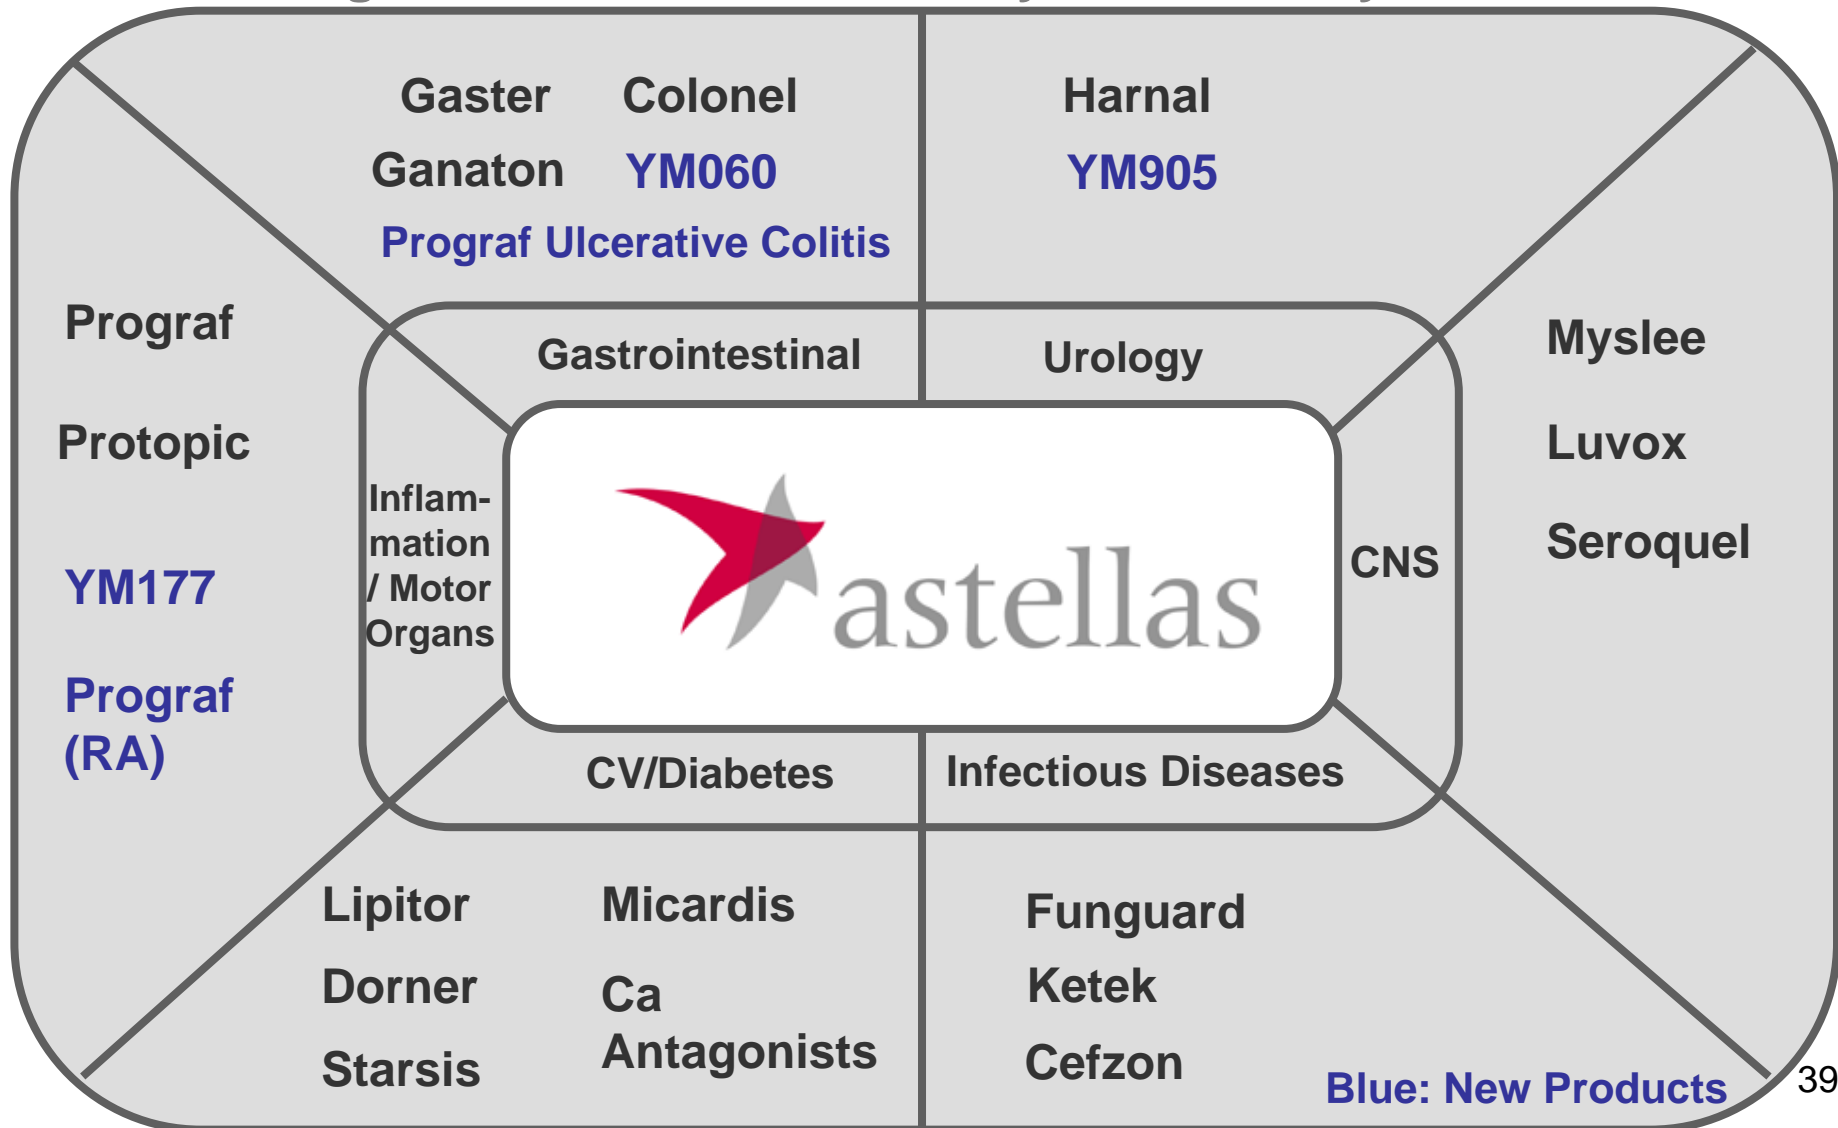 Gaster Colonel
Ganaton YM060
Prograf Ulcerative Colitis
Harnal
YM905
Prograf
Protopic
YM177
Prograf
(RA)
Gastrointestinal
Urology
Inflam-
mation
/ Motor
Organs
astellas
CNS
Myslee
Luvox
Seroquel
CV/Diabetes
Infectious Diseases
Lipitor
Dorner
Starsis
Micardis
Ca
Antagonists
Funguard
Ketek
Cefzon
Blue: New Products
39